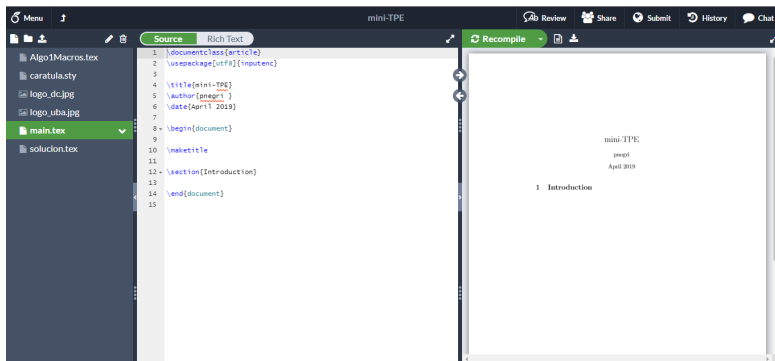 Menu
mini-TPE
Review
Share
Submit
History
Chat
Source
Rich Text
Recompile
Algo1Macros.tex
caratula.sty
logo_dc.jpg
logo_uba.jpg
main.tex
solucion.tex
1 \documentclass{article}
2 \usepackage[utf8]{inputenc}
3
4 \title{mini-TPE}
5 \author{pnegri }
6 \date{April 2019}
7
8 \begin{document}
9
10 \maketitle
11
12 \section{Introduction}
13
14 \end{document}
15
mini-TPE
pnegri
April 2019
1 Introduction